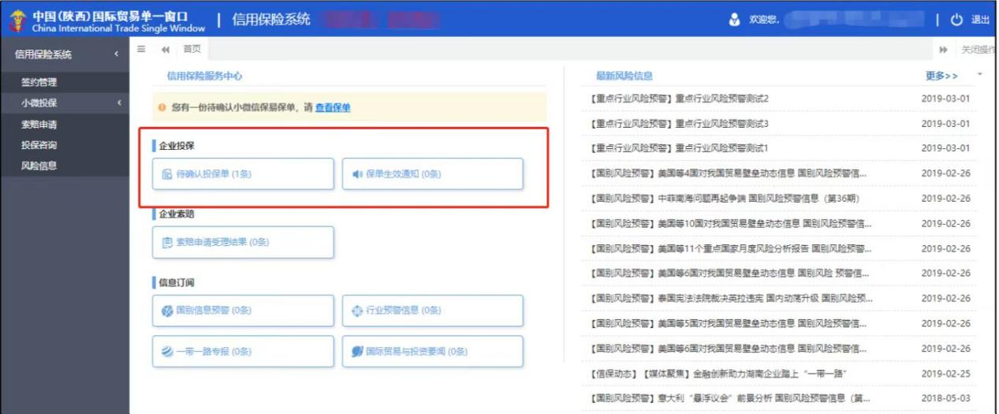 中国(陕西)国际贸易单一窗口
China International Trade Single Window
信用保险系统
欢迎您,
退出
信用保险系统
签约管理
小微投保
索赔申请
投保咨询
风险信息
首页
关闭操作
信用保险服务中心
您有一份待确认小微信保易保单，请 查看保单
企业投保
待确认投保单 (1条)
保单生效通知 (0条)
企业索赔
索赔申请受理结果 (0条)
信息订阅
国别信息预警 (0条)
行业预警信息 (0条)
一带一路专报 (0条)
国际贸易与投资要闻 (0条)
最新风险信息
更多>>
【重点行业风险预警】重点行业风险预警测试2 2019-03-01
【重点行业风险预警】重点行业风险预警测试3 2019-03-01
【重点行业风险预警】重点行业风险预警测试1 2019-03-01
【国别风险预警】美国等4国对我国贸易壁垒动态信息 国别风险预警信... 2019-02-26
【国别风险预警】中菲南海问题再起争端 国别风险预警信息（第36期） 2019-02-26
【国别风险预警】美国等10国对我国贸易壁垒动态信息 国别风险预警信... 2019-02-26
【国别风险预警】美国等11个重点国家月度风险分析报告 国别风险预警... 2019-02-26
【国别风险预警】美国等6国对我国贸易壁垒动态信息 国别风险 预警信... 2019-02-26
【国别风险预警】泰国宪法法院裁决英拉违宪 国内动荡升级 国别风险预... 2019-02-26
【国别风险预警】美国等5国对我国贸易壁垒动态信息 国别风险预警信... 2019-02-26
【国别风险预警】美国等6国对我国贸易壁垒动态信息 国别风险预警信... 2019-02-26
【信保动态】【媒体聚焦】金融创新助力湖南企业踏上“一带一路” 2019-02-25
【国别风险预警】意大利“悬浮议会”前景分析 国别风险预警信息（第... 2018-05-03